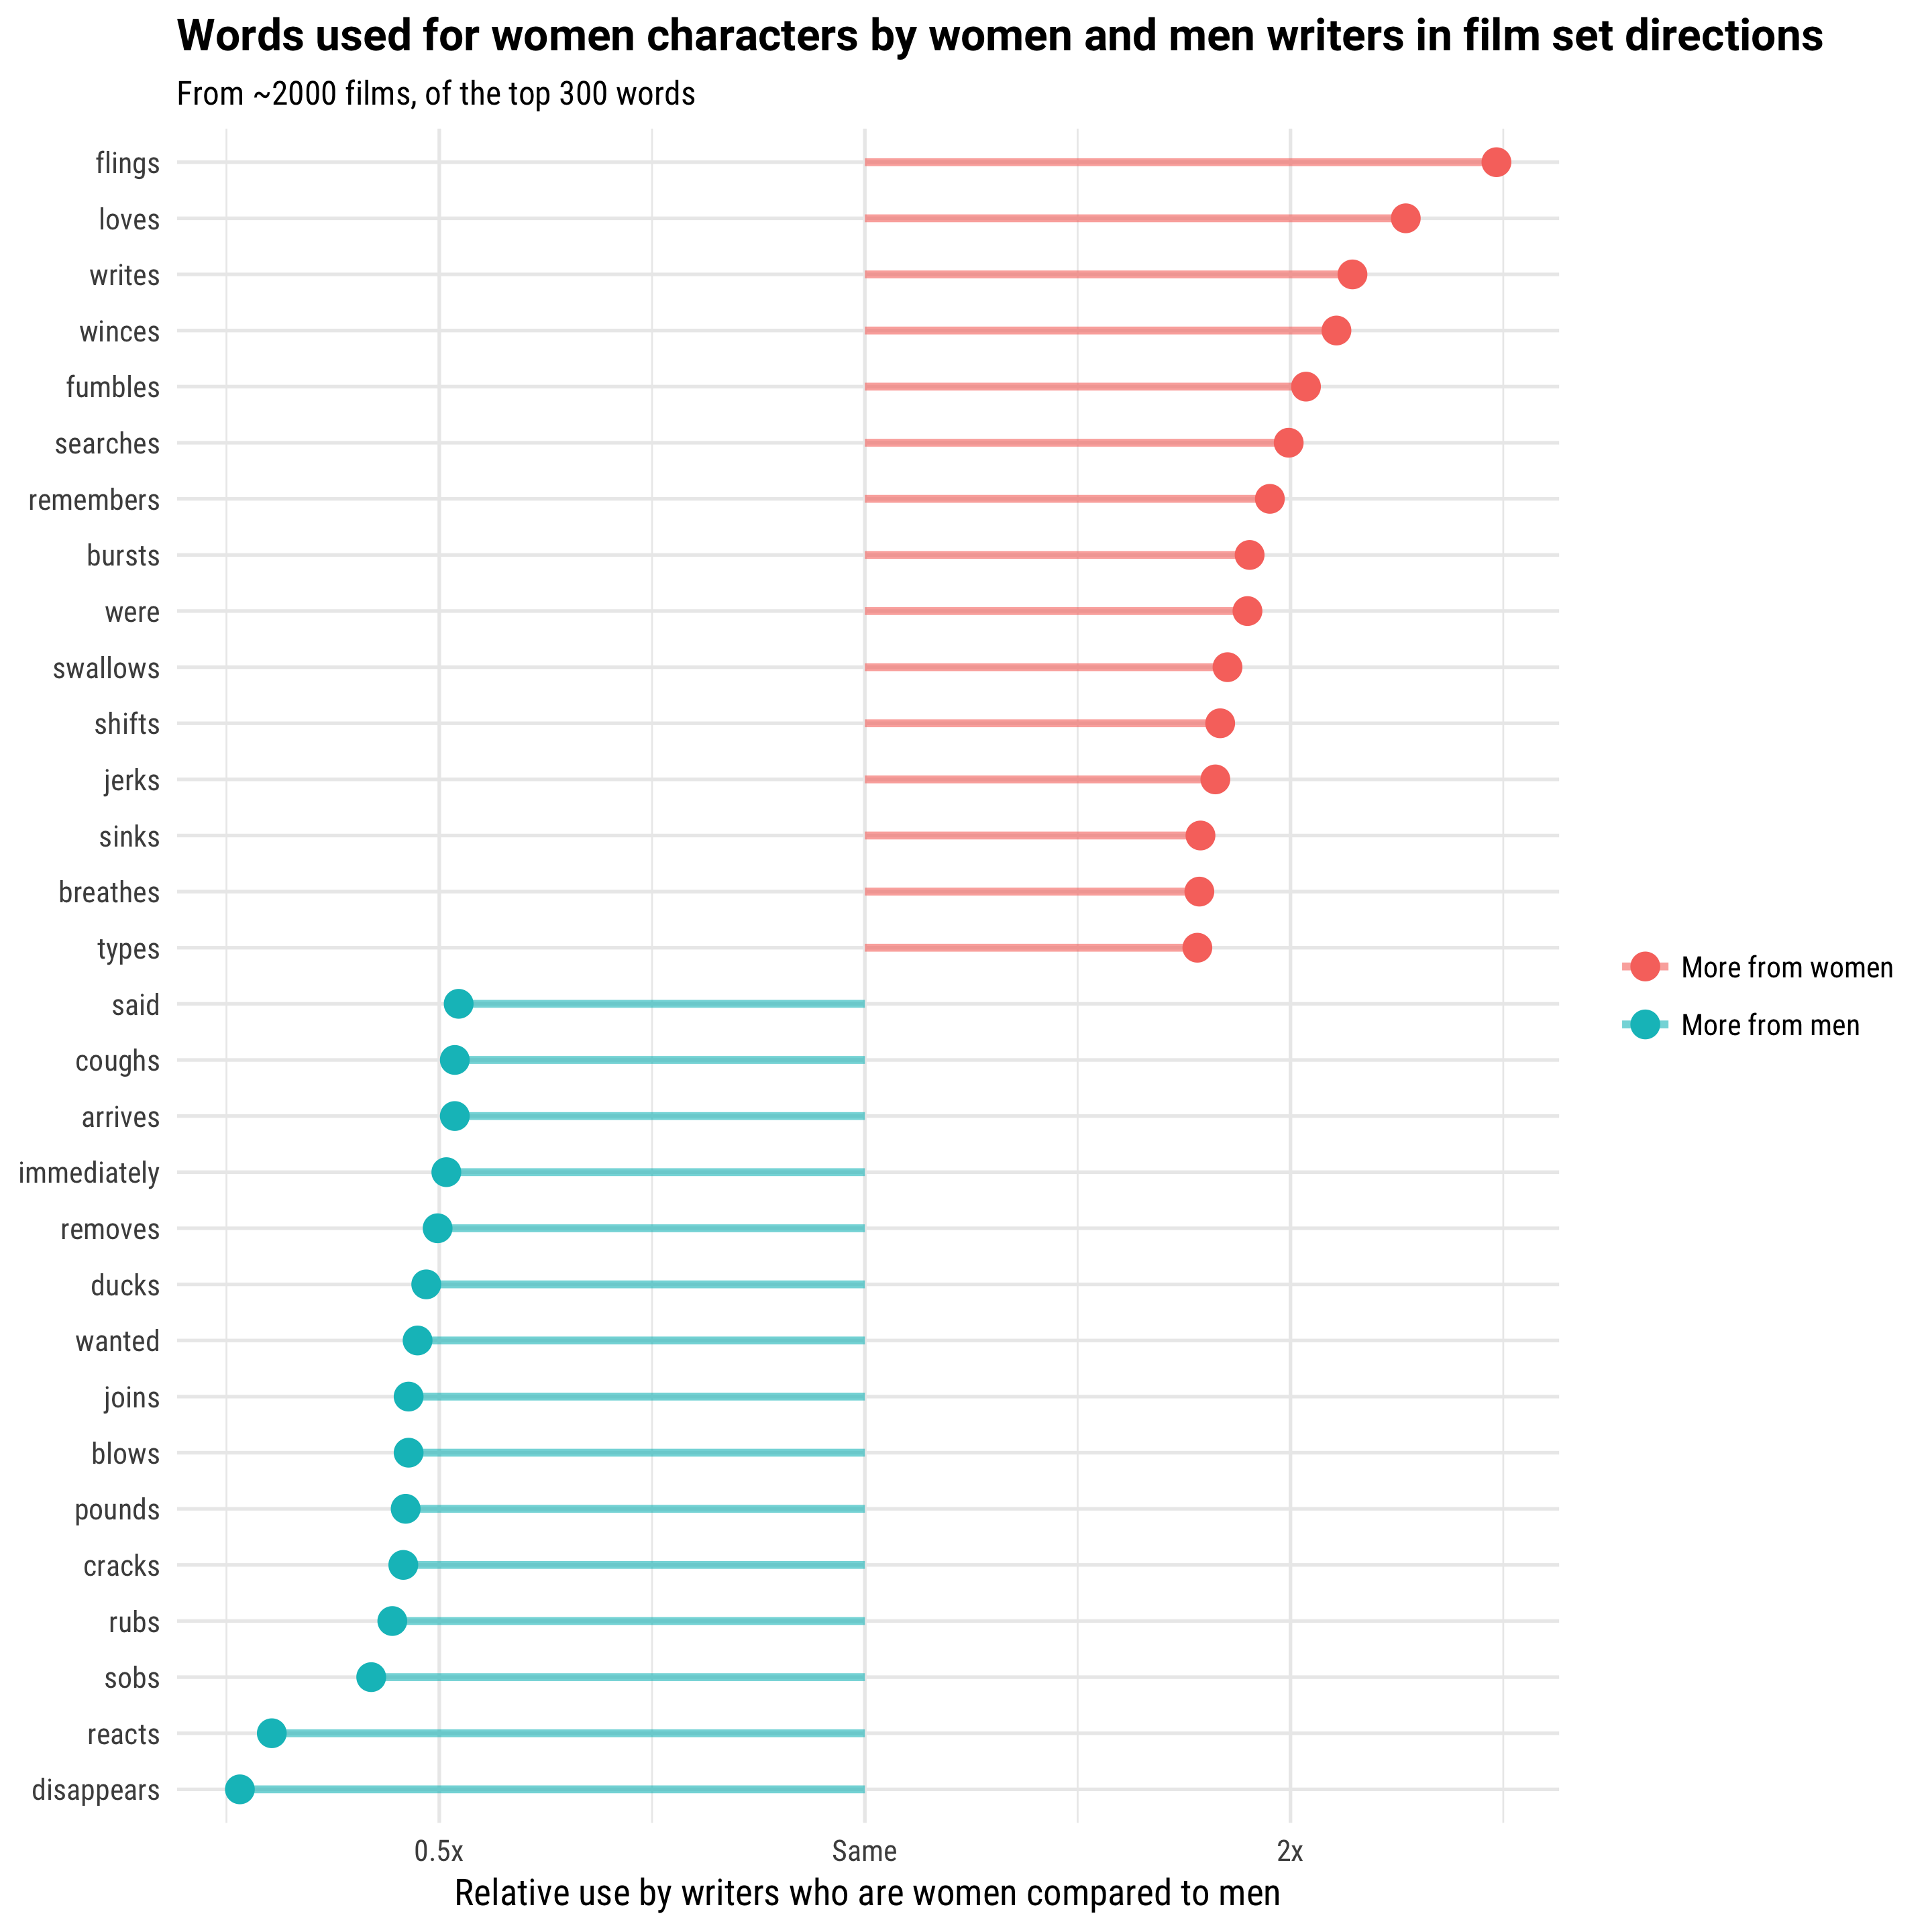 Words used for women characters by women and men writers in film set directions
From ~2000 films, of the top 300 words
flings
loves
writes
winces
fumbles
searches
remembers
bursts
were
swallows
shifts
jerks
sinks
breathes
types
said
coughs
arrives
immediately
removes
ducks
wanted
joins
blows
pounds
cracks
rubs
sobs
reacts
disappears
More from women
More from men
0.5x Same 2x
Relative use by writers who are women compared to men